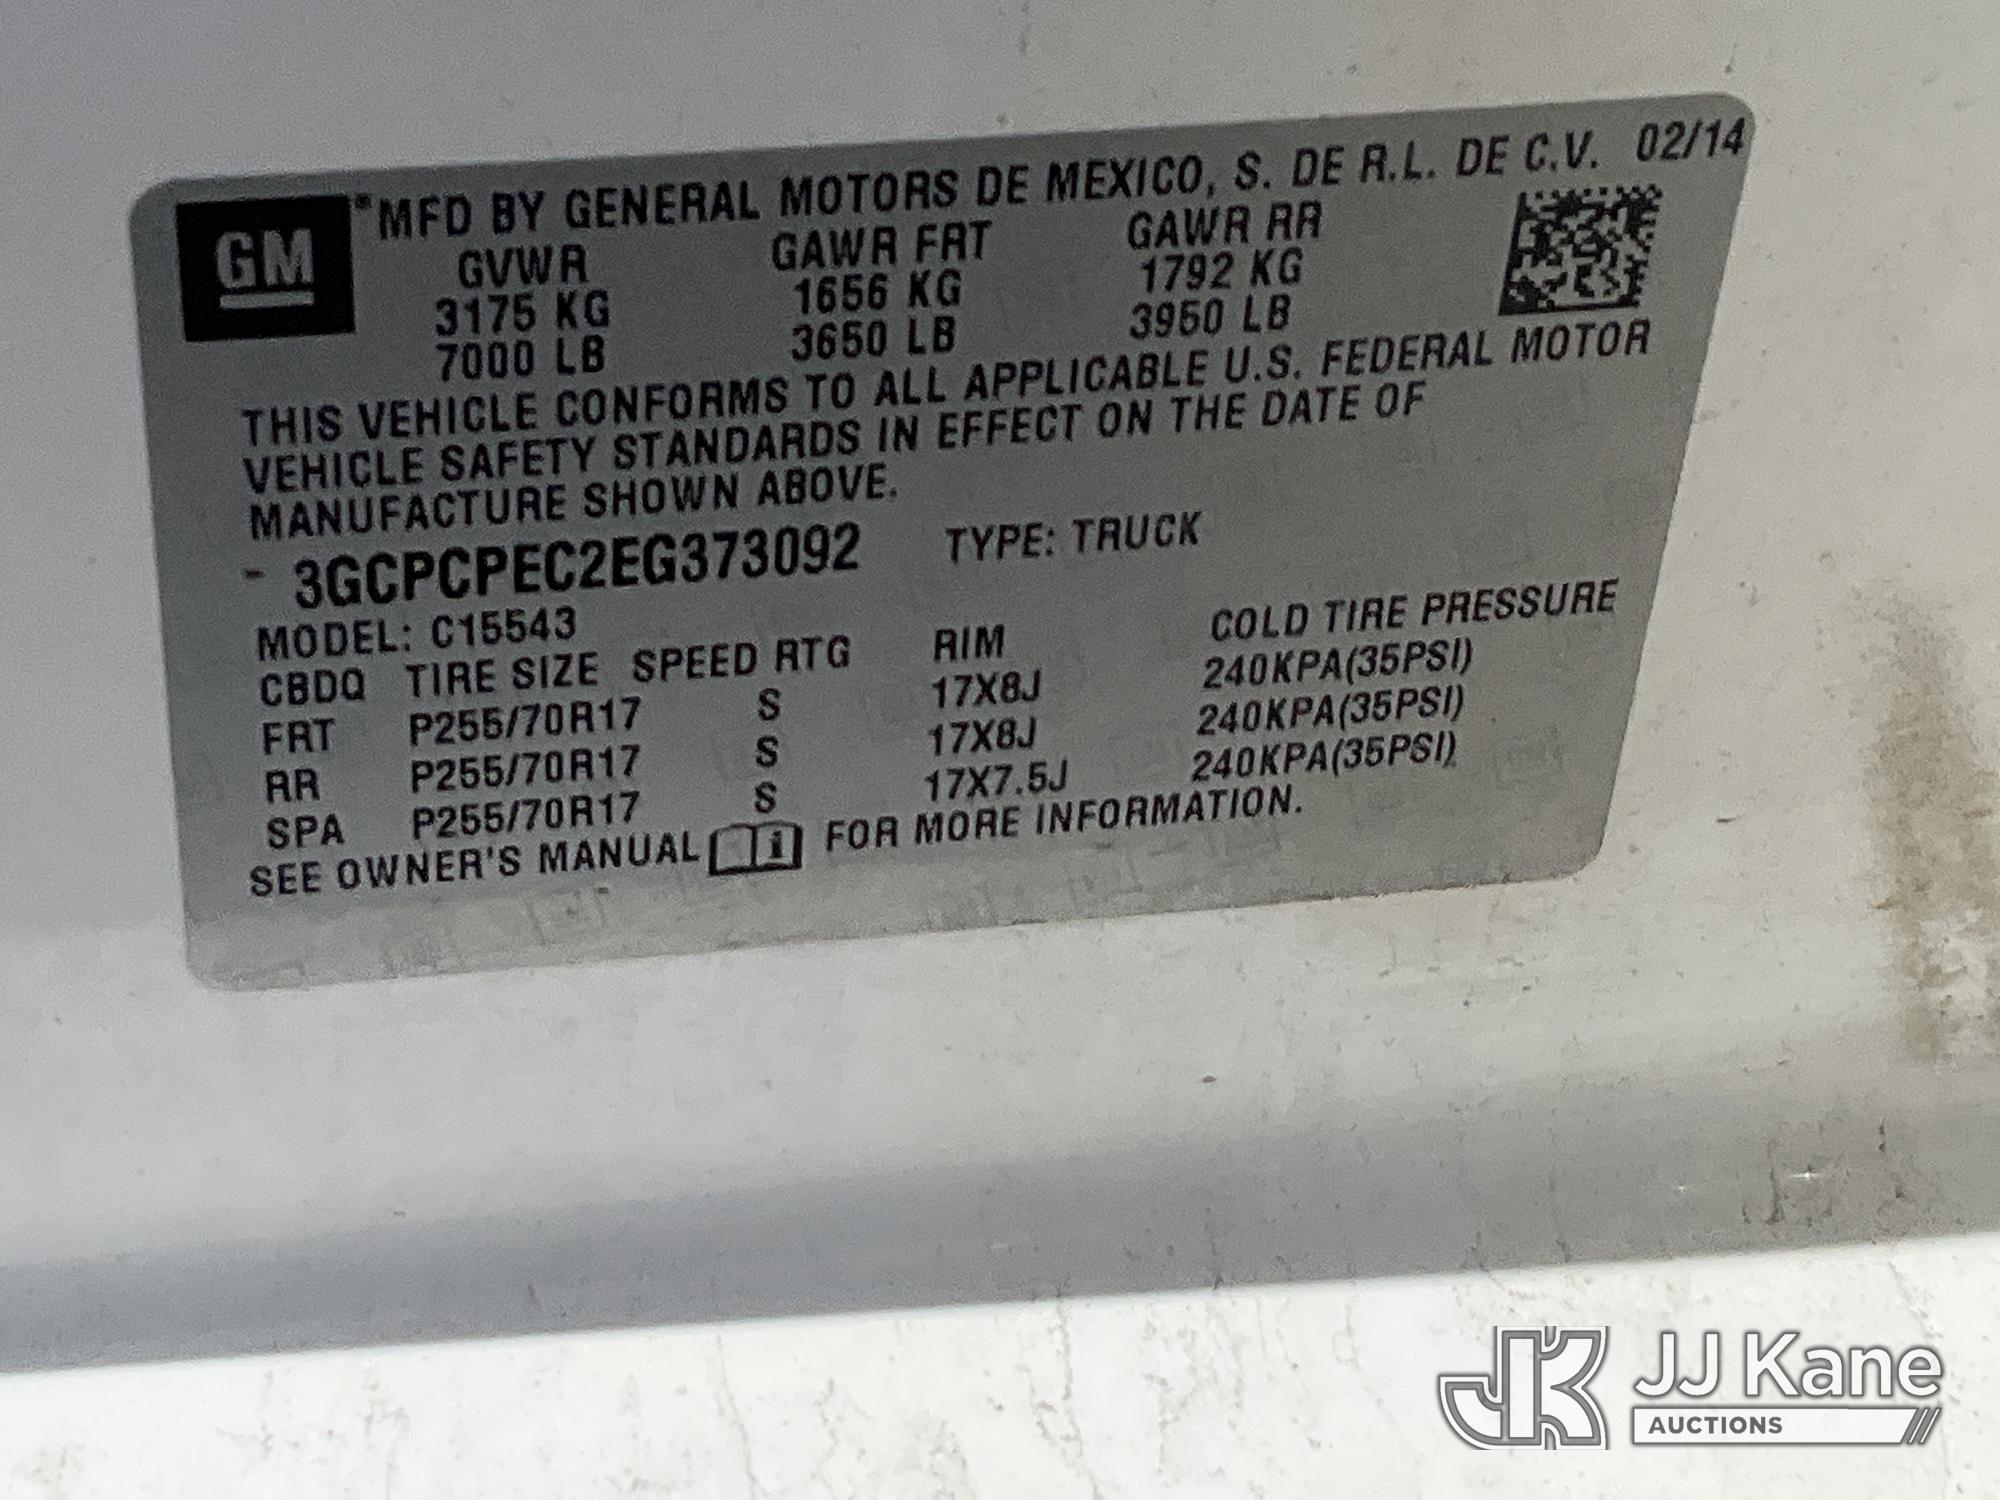 GM
MFD BY GENERAL MOTORS DE MEXICO, S. DE R.L. DE C.V. 02/14
GVWR GAWR FRT GAWR RR
3175 KG 1656 KG 1792 KG
7000 LB 3650 LB 3950 LB
THIS VEHICLE CONFORMS TO ALL APPLICABLE U.S. FEDERAL MOTOR
VEHICLE SAFETY STANDARDS IN EFFECT ON THE DATE OF
MANUFACTURE SHOWN ABOVE.
3GCPCPEC2EG373092 TYPE: TRUCK
MODEL: C15543
CBDQ TIRE SIZE SPEED RTG RIM COLD TIRE PRESSURE
FRT P255/70R17 S 17X8J 240KPA(35PSI)
RR P255/70R17 S 17X8J 240KPA(35PSI)
SPA P255/70R17 S 17X7.5J 240KPA(35PSI)
SEE OWNER'S MANUAL i FOR MORE INFORMATION.
JK JJ Kane
AUCTIONS